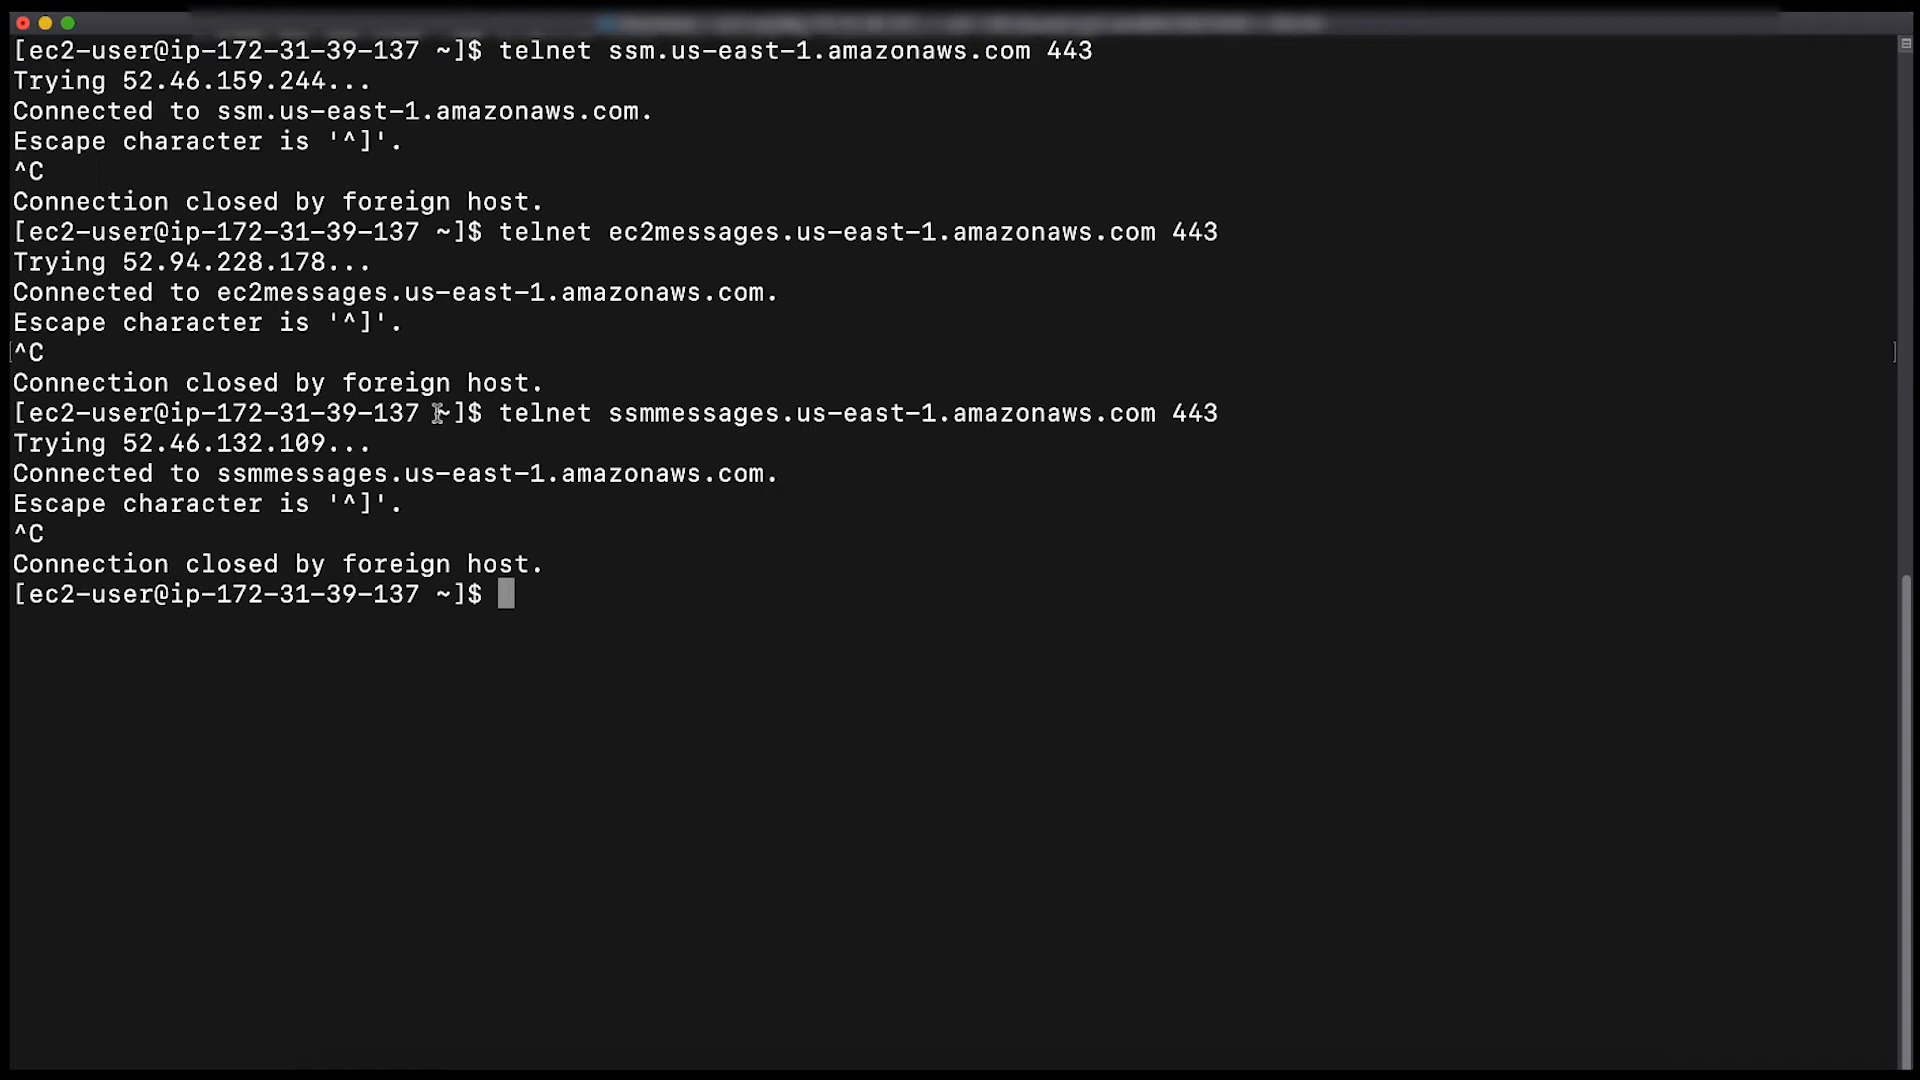 [ec2-user@ip-172-31-39-137 ~]$ telnet ssm.us-east-1.amazonaws.com 443
Trying 52.46.159.244...
Connected to ssm.us-east-1.amazonaws.com.
Escape character is '^]'.
^C
Connection closed by foreign host.
[ec2-user@ip-172-31-39-137 ~]$ telnet ec2messages.us-east-1.amazonaws.com 443
Trying 52.94.228.178...
Connected to ec2messages.us-east-1.amazonaws.com.
Escape character is '^]'.
^C
Connection closed by foreign host.
[ec2-user@ip-172-31-39-137 ~]$ telnet ssmmessages.us-east-1.amazonaws.com 443
Trying 52.46.132.109...
Connected to ssmmessages.us-east-1.amazonaws.com.
Escape character is '^]'.
^C
Connection closed by foreign host.
[ec2-user@ip-172-31-39-137 ~]$